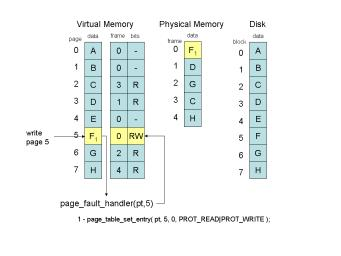 Virtual Memory Physical Memory Disk
page data frame bits frame data block data
0 A 0 - 0 F1 0 A
1 B 0 - 1 D 1 B
2 C 3 R 2 G 2 C
3 D 1 R 3 C 3 D
4 E 0 - 4 H 4 E
write page 5
5 F1 0 RW 5 F
6 G 2 R 6 G
7 H 4 R 7 H
page_fault_handler(pt,5)
1 - page_table_set_entry( pt, 5, 0, PROT_READ|PROT_WRITE );